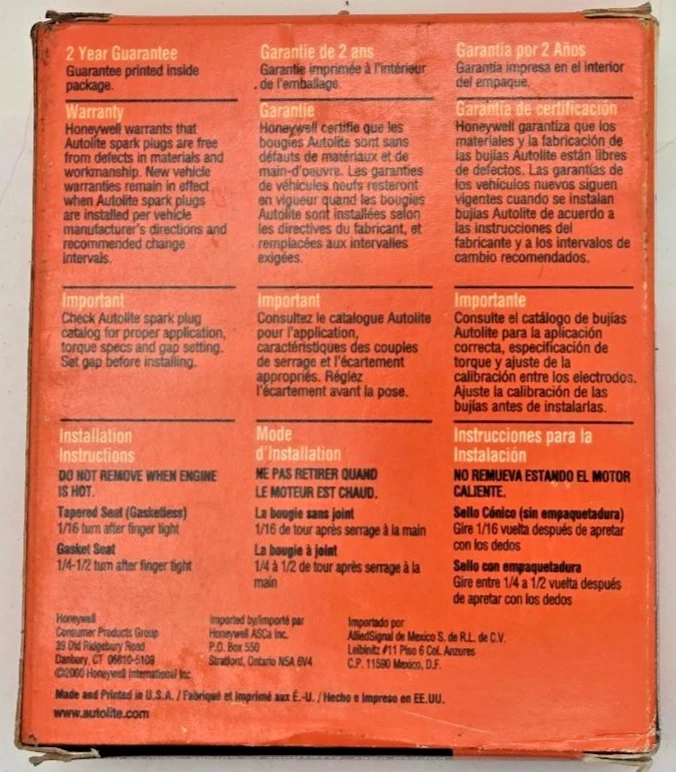 2 Year Guarantee
Guarantee printed inside
package.
Warranty
Honeywell warrants that
Autolite spark plugs are free
from defects in materials and
workmanship. New vehicle
warranties remain in effect
when Autolite spark plugs
are installed per vehicle
manufacturer's directions and
recommended change
intervals.
Important
Check Autolite spark plug
catalog for proper application,
torque specs and gap setting.
Set gap before installing.
Installation
Instructions
DO NOT REMOVE WHEN ENGINE
IS HOT.
Tapered Seat (Gasketless)
1/16 turn after finger tight
Gasket Seat
1/4-1/2 turn after finger tight
Garantie de 2 ans
Garantie imprimée à l'intérieur
de l'emballage.
Garantie
Honeywell certifie que les
bougies Autolite sont sans
défauts de matériaux et de
main-d'oeuvre. Les garanties
de véhicules neufs resteront
en vigueur quand les bougies
Autolite sont installées selon
les directives du fabricant, et
remplacées aux intervalles
exigées.
Important
Consultez le catalogue Autolite
pour l'application,
caractéristiques des couples
de serrage et l'écartement
appropriés. Réglez
l'écartement avant la pose.
Mode
d'Installation
NE PAS RETIRER QUAND
LE MOTEUR EST CHAUD.
La bougie sans joint
1/16 de tour après serrage à la main
La bougie à joint
1/4 à 1/2 de tour après serrage à la
main
Garantia por 2 Años
Garantía impresa en el interior
del empaque.
Garantía de certificación
Honeywell garantiza que los
materiales y la fabricación de
las bujías Autolite están libres
de defectos. Las garantías de
los vehículos nuevos siguen
vigentes cuando se instalan
bujías Autolite de acuerdo a
las instrucciones del
fabricante y a los intervalos de
cambio recomendados.
Importante
Consulte el catálogo de bujías
Autolite para la aplicación
correcta, especificación de
torque y ajuste de la
calibración entre los electrodos.
Ajuste la calibración de las
bujías antes de instalarlas.
Instrucciones para la
Instalación
NO REMUEVA ESTANDO EL MOTOR
CALIENTE.
Sello Cónico (sin empaquetadura)
Gire 1/16 vuelta después de apretar
con los dedos
Sello con empaquetadura
Gire entre 1/4 a 1/2 vuelta después
de apretar con los dedos
Honeywell
Consumer Products Group
39 Old Ridgebury Road
Danbury, CT 06810-5109
©2000 Honeywell International Inc.
Imported by/Importé par
Honeywell ASCa Inc.
P.O. Box 550
Stratford, Ontario N5A 6V4
Importado por
AlliedSignal de Mexico S. de R.L. de C.V.
Leibinitz #11 Piso 6 Col. Anzures
C.P. 11590 Mexico, D.F.
Made and Printed in U.S.A. / Fabriqué et Imprimé aux É.-U. / Hecho e Impreso en EE.UU.
www.autolite.com